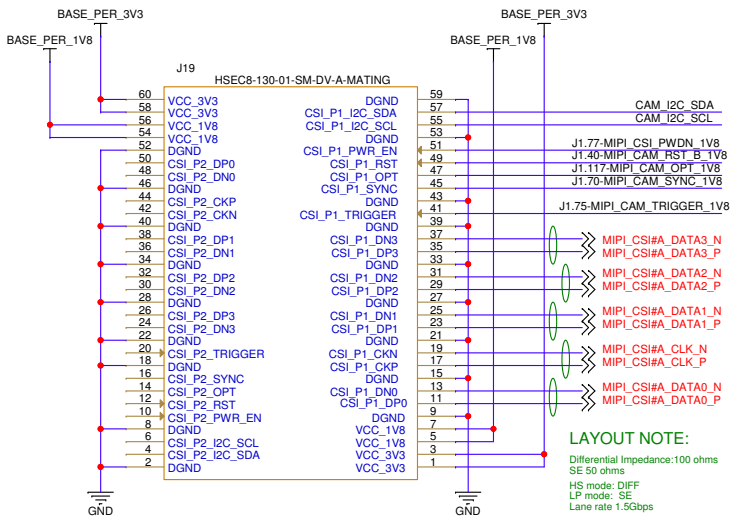 BASE_PER_3V3
BASE_PER_1V8
BASE_PER_3V3
BASE_PER_1V8
J19
HSEC8-130-01-SM-DV-A-MATING
60 VCC_3V3 DGND 59
58 VCC_3V3 CSI_P1_I2C_SDA 57 CAM_I2C_SDA
56 VCC_1V8 CSI_P1_I2C_SCL 55 CAM_I2C_SCL
54 VCC_1V8 DGND 53
52 DGND CSI_P1_PWR_EN 51 J1.77-MIPI_CSI_PWDN_1V8
50 CSI_P2_DP0 CSI_P1_RST 49 J1.40-MIPI_CAM_RST_B_1V8
48 CSI_P2_DN0 CSI_P1_OPT 47 J1.117-MIPI_CAM_OPT_1V8
46 DGND CSI_P1_SYNC 45 J1.70-MIPI_CAM_SYNC_1V8
44 CSI_P2_CKP DGND 43
42 CSI_P2_CKN CSI_P1_TRIGGER 41 J1.75-MIPI_CAM_TRIGGER_1V8
40 DGND DGND 39
38 CSI_P2_DP1 CSI_P1_DN3 37 MIPI_CSI#A_DATA3_N
36 CSI_P2_DN1 CSI_P1_DP3 35 MIPI_CSI#A_DATA3_P
34 DGND DGND 33
32 CSI_P2_DP2 CSI_P1_DN2 31 MIPI_CSI#A_DATA2_N
30 CSI_P2_DN2 CSI_P1_DP2 29 MIPI_CSI#A_DATA2_P
28 DGND DGND 27
26 CSI_P2_DP3 CSI_P1_DN1 25 MIPI_CSI#A_DATA1_N
24 CSI_P2_DN3 CSI_P1_DP1 23 MIPI_CSI#A_DATA1_P
22 DGND DGND 21
20 CSI_P2_TRIGGER CSI_P1_CKN 19 MIPI_CSI#A_CLK_N
18 DGND CSI_P1_CKP 17 MIPI_CSI#A_CLK_P
16 CSI_P2_SYNC DGND 15
14 CSI_P2_OPT CSI_P1_DN0 13 MIPI_CSI#A_DATA0_N
12 CSI_P2_RST CSI_P1_DP0 11 MIPI_CSI#A_DATA0_P
10 CSI_P2_PWR_EN DGND 9
8 DGND VCC_1V8 7
6 CSI_P2_I2C_SCL VCC_1V8 5
4 CSI_P2_I2C_SDA VCC_3V3 3
2 DGND VCC_3V3 1
GND
GND
LAYOUT NOTE:
Differential Impedance:100 ohms
SE 50 ohms
HS mode: DIFF
LP mode: SE
Lane rate 1.5Gbps